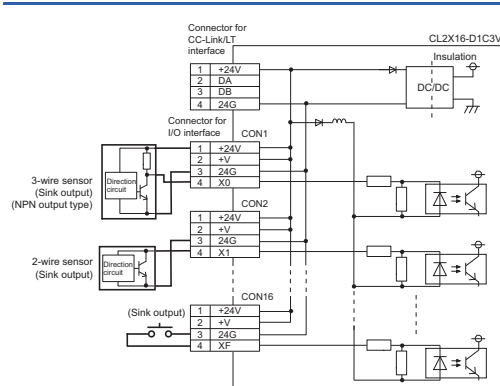 Connector for
CC-Link/LT
interface
CL2X16-D1C3V
Insulation
1 +24V
2 DA
3 DB
4 24G
DC/DC
Connector for
I/O interface
CON1
1 +24V
2 +V
3 24G
4 X0
3-wire sensor
(Sink output)
(NPN output type)
Direction
circuit
CON2
1 +24V
2 +V
3 24G
4 X1
2-wire sensor
(Sink output)
Direction
circuit
CON16
(Sink output)
1 +24V
2 +V
3 24G
4 XF